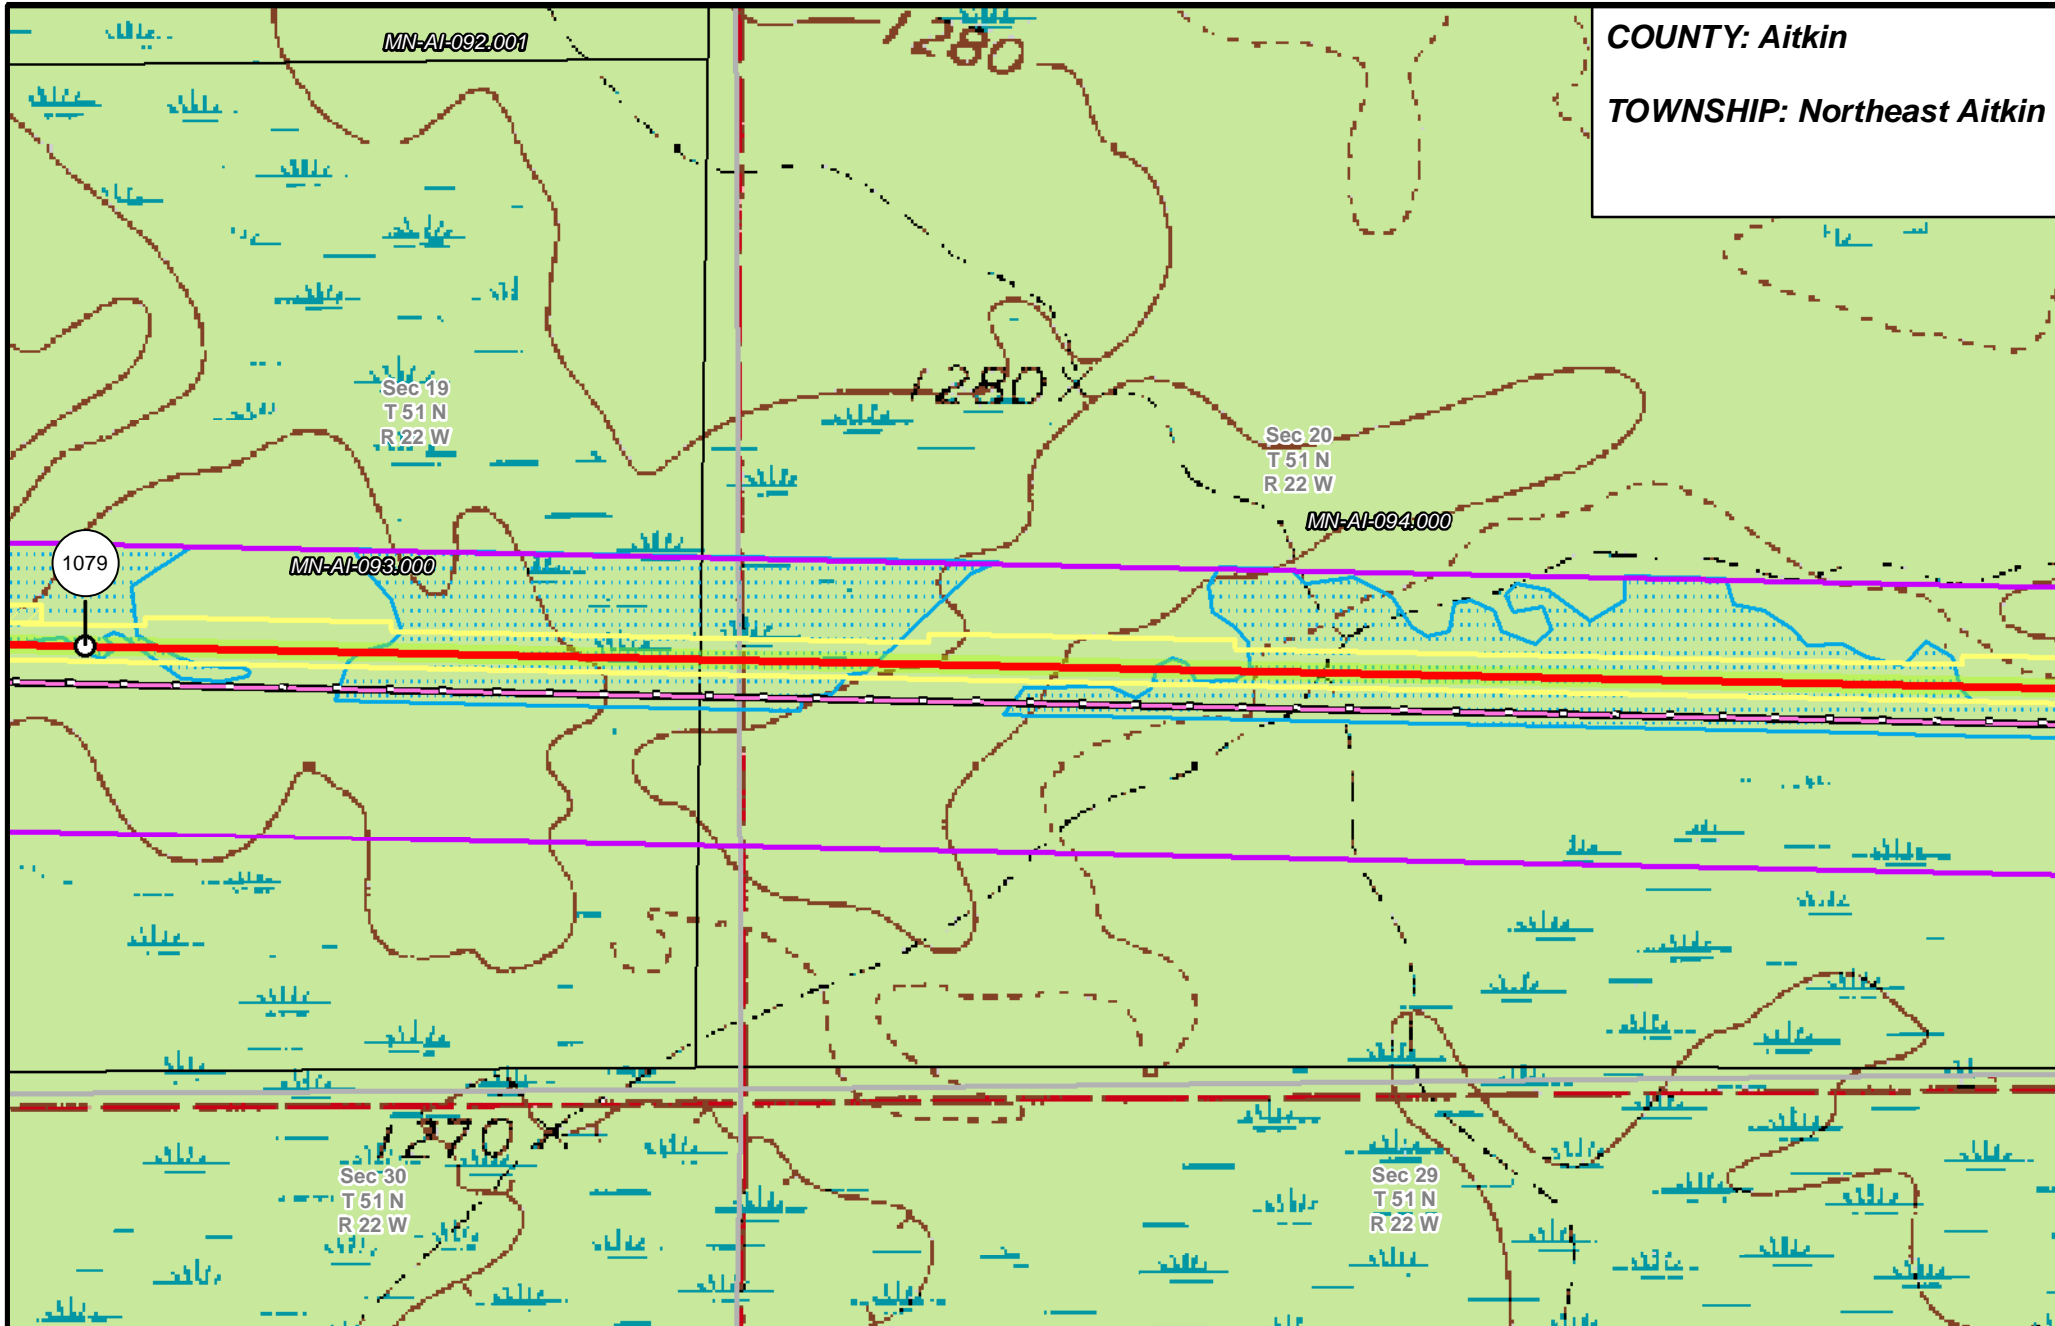 COUNTY: Aitkin
TOWNSHIP: Northeast Aitkin
MN-AI-092.001
1280
1280
Sec 19
T 51 N
R 22 W
Sec 20
T 51 N
R 22 W
MN-AI-094.000
1079
MN-AI-093.000
1270
Sec 30
T 51 N
R 22 W
Sec 29
T 51 N
R 22 W